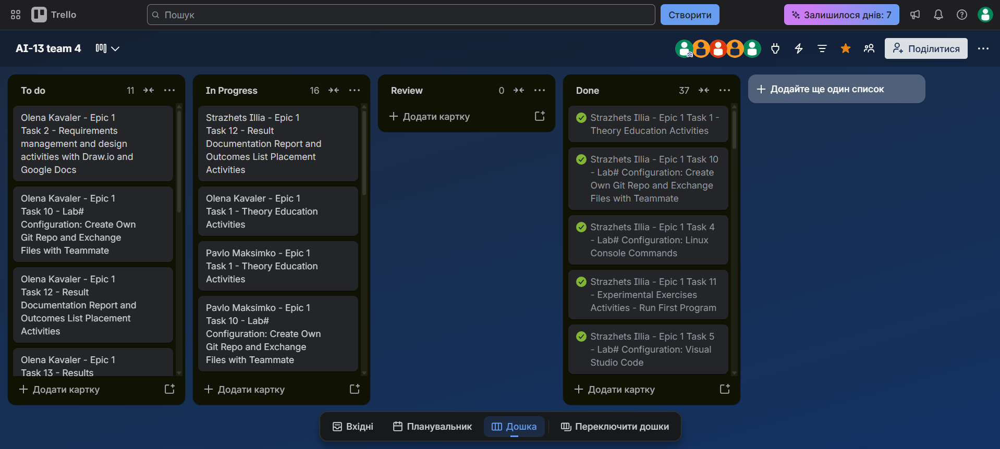 Trello
Пошук
Створити
Залишилося днів: 7
AI-13 team 4
Поділитися
To do 11
Olena Kavaler - Epic 1
Task 2 - Requirements
management and design
activities with Draw.io and
Google Docs
Olena Kavaler - Epic 1
Task 10 - Lab#
Configuration: Create Own
Git Repo and Exchange
Files with Teammate
Olena Kavaler - Epic 1
Task 12 - Result
Documentation Report and
Outcomes List Placement
Activities
Olena Kavaler - Epic 1
Task 13 - Results
Додати картку
In Progress 16
Strazhets Illia - Epic 1
Task 12 - Result
Documentation Report and
Outcomes List Placement
Activities
Olena Kavaler - Epic 1
Task 1 - Theory Education
Activities
Pavlo Maksimko - Epic 1
Task 1 - Theory Education
Activities
Pavlo Maksimko - Epic 1
Task 10 - Lab#
Configuration: Create Own
Git Repo and Exchange
Files with Teammate
Додати картку
Review 0
Додати картку
Done 37
Strazhets Illia - Epic 1 Task 1 -
Theory Education Activities
Strazhets Illia - Epic 1 Task 10
- Lab# Configuration: Create
Own Git Repo and Exchange
Files with Teammate
Strazhets Illia - Epic 1 Task 4
- Lab# Configuration: Linux
Console Commands
Strazhets Illia - Epic 1 Task 11
- Experimental Exercises
Activities - Run First Program
Strazhets Illia - Epic 1 Task 5
- Lab# Configuration: Visual
Studio Code
Додати картку
Додайте ще один список
Вхідні
Планувальник
Дошка
Переключити дошки